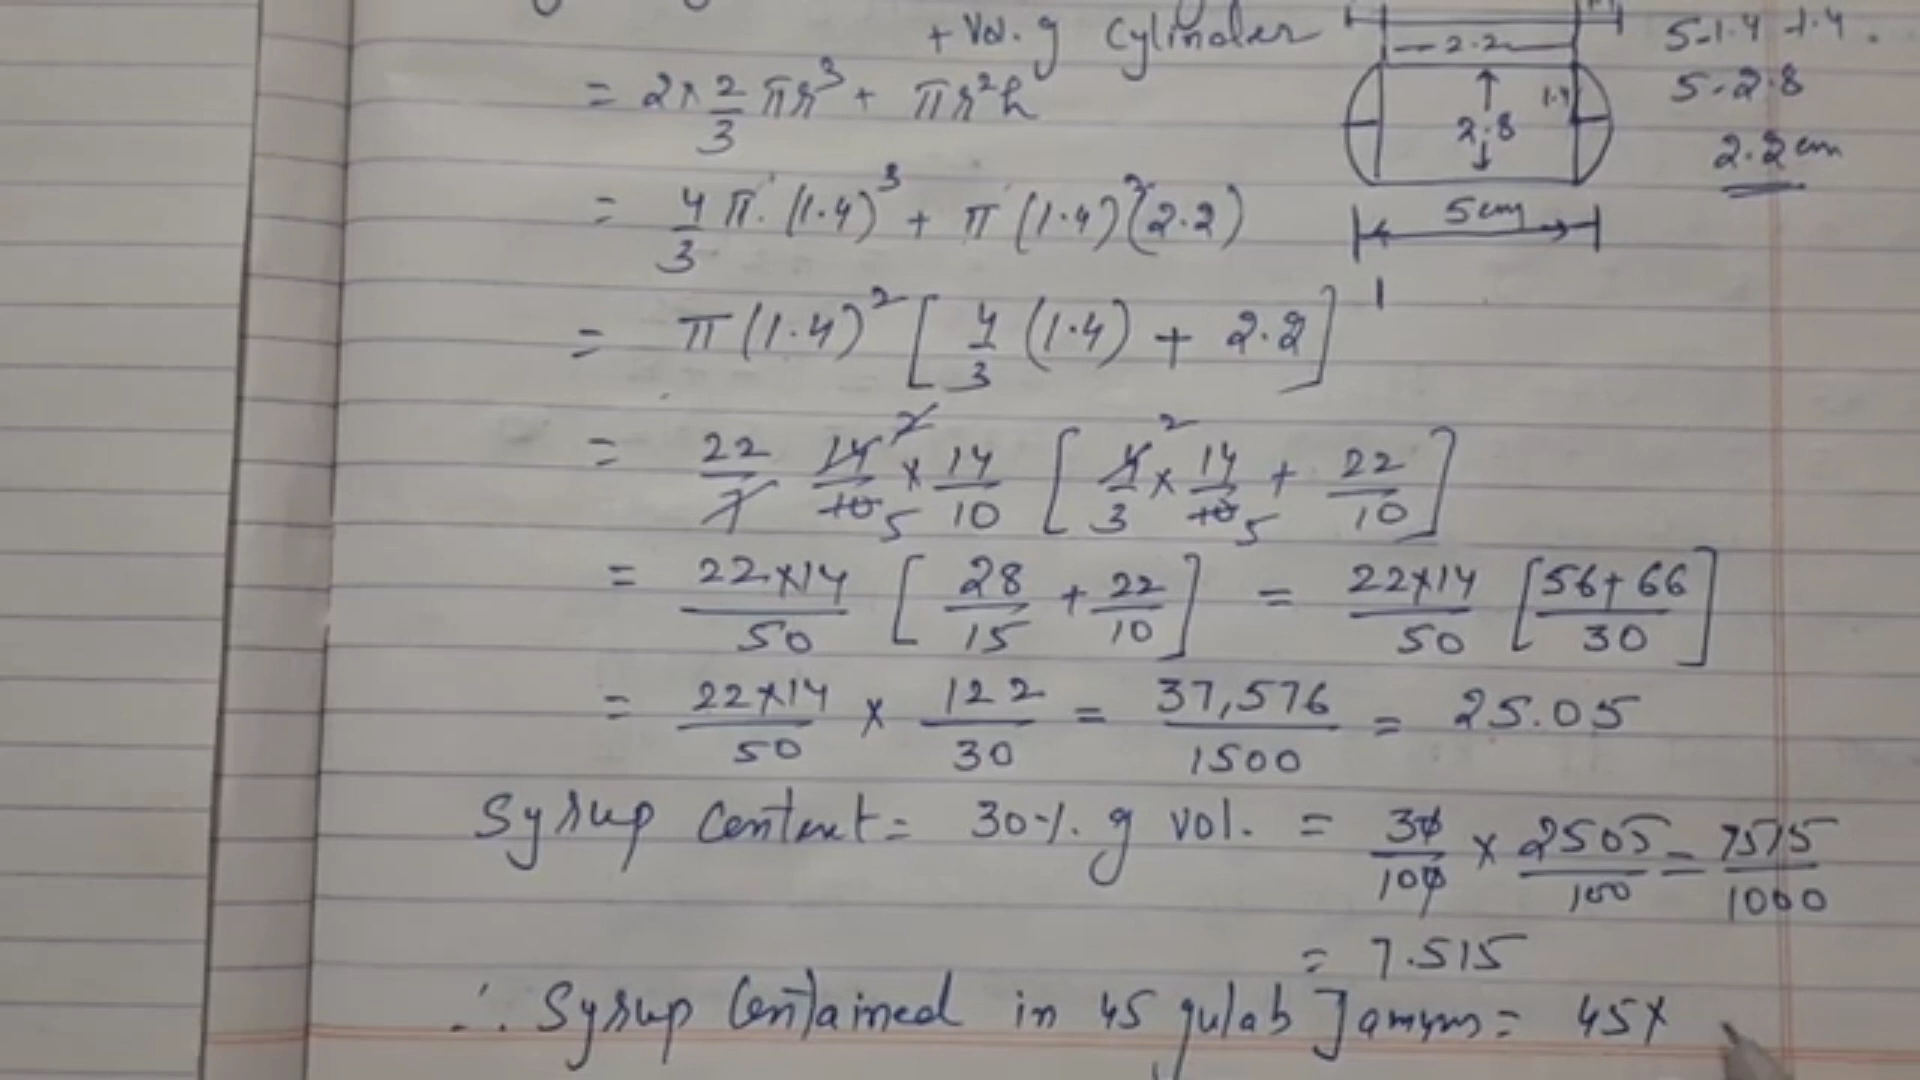 + Vol. of Cylinder
2.2
5-1.4-1.4.
= 2 × 2/3 πr³ + πr²h
2.8
1.4
5-2.8
2.2 cm
= 4/3 π. (1.4)³ + π (1.4)² (2.2)
5cm
= π (1.4)² [ 4/3 (1.4) + 2.2 ]
= 22/7 14/10 2 5 × 14/10 [ 4/3 2 × 14/10 5 + 22/10 ]
= 22×14/50 [ 28/15 + 22/10 ] = 22×14/50 [ 56+66/30 ]
= 22×14/50 × 122/30 = 37,576/1500 = 25.05
Syrup content = 30%. of vol. = 30/100 × 2505/100 = 7515/1000
= 7.515
∴ Syrup Contained in 45 gulab Jamuns = 45×